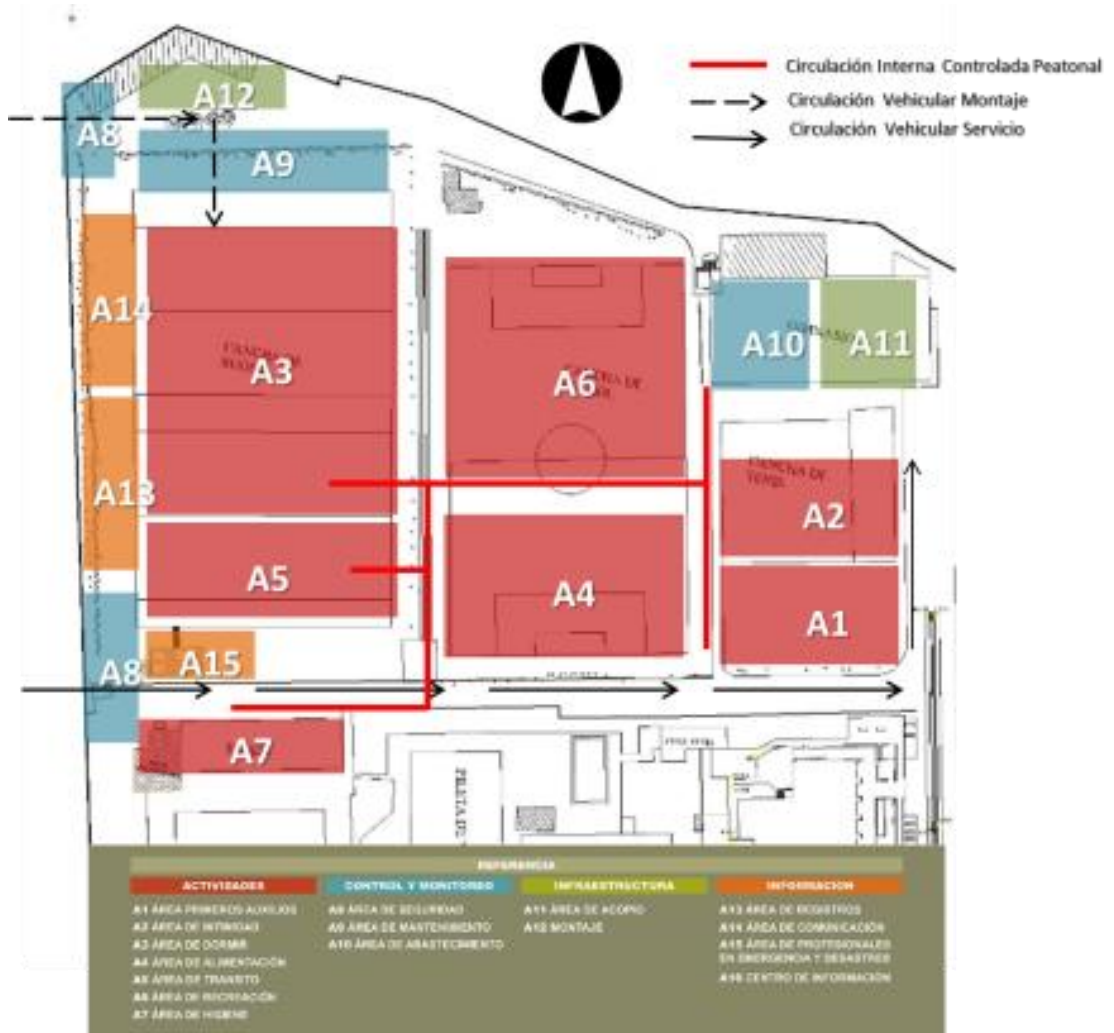 Circulación Interna Controlada Peatonal
Circulación Vehicular Montaje
Circulación Vehicular Servicio
A12
A8
A9
A14
A3
A6
A10
A11
A13
A2
A5
A4
A1
A15
A8
A7
REFERENCIA
ACTIVIDADES
A1 ÁREA PRIMEROS AUXILIOS
A2 ÁREA DE INTIMIDAD
A3 ÁREA DE DORMIR
A4 ÁREA DE ALIMENTACIÓN
A5 ÁREA DE TRANSITO
A6 ÁREA DE RECREACIÓN
A7 ÁREA DE HIGIENE
CONTROL Y MONITOREO
A8 ÁREA DE SEGURIDAD
A9 ÁREA DE MANTENIMIENTO
A10 ÁREA DE ABASTECIMIENTO
INFRAESTRUCTURA
A11 ÁREA DE ACOPIO
A12 MONTAJE
INFORMACION
A13 ÁREA DE REGISTROS
A14 ÁREA DE COMUNICACIÓN
A15 ÁREA DE PROFESIONALES
EN EMERGENCIA Y DESASTRES
A16 CENTRO DE INFORMACIÓN